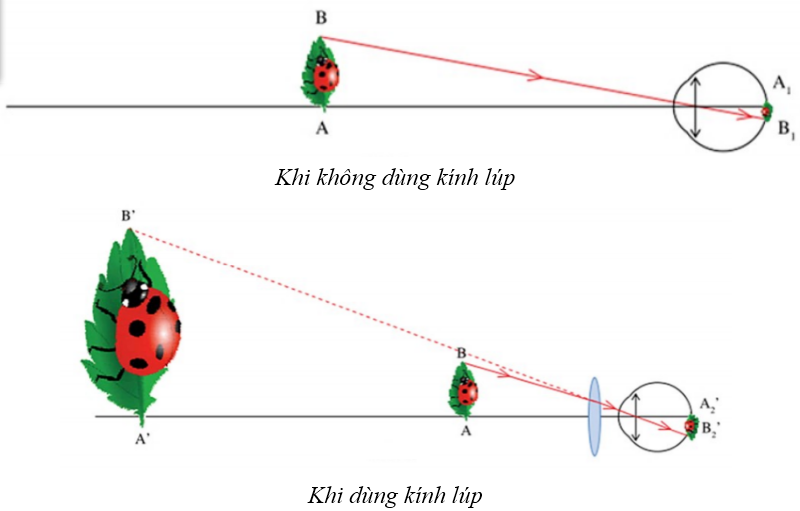 B
A
A₁
B₁
Khi không dùng kính lúp
B'
B
A₂'
B₂'
A
A'
Khi dùng kính lúp